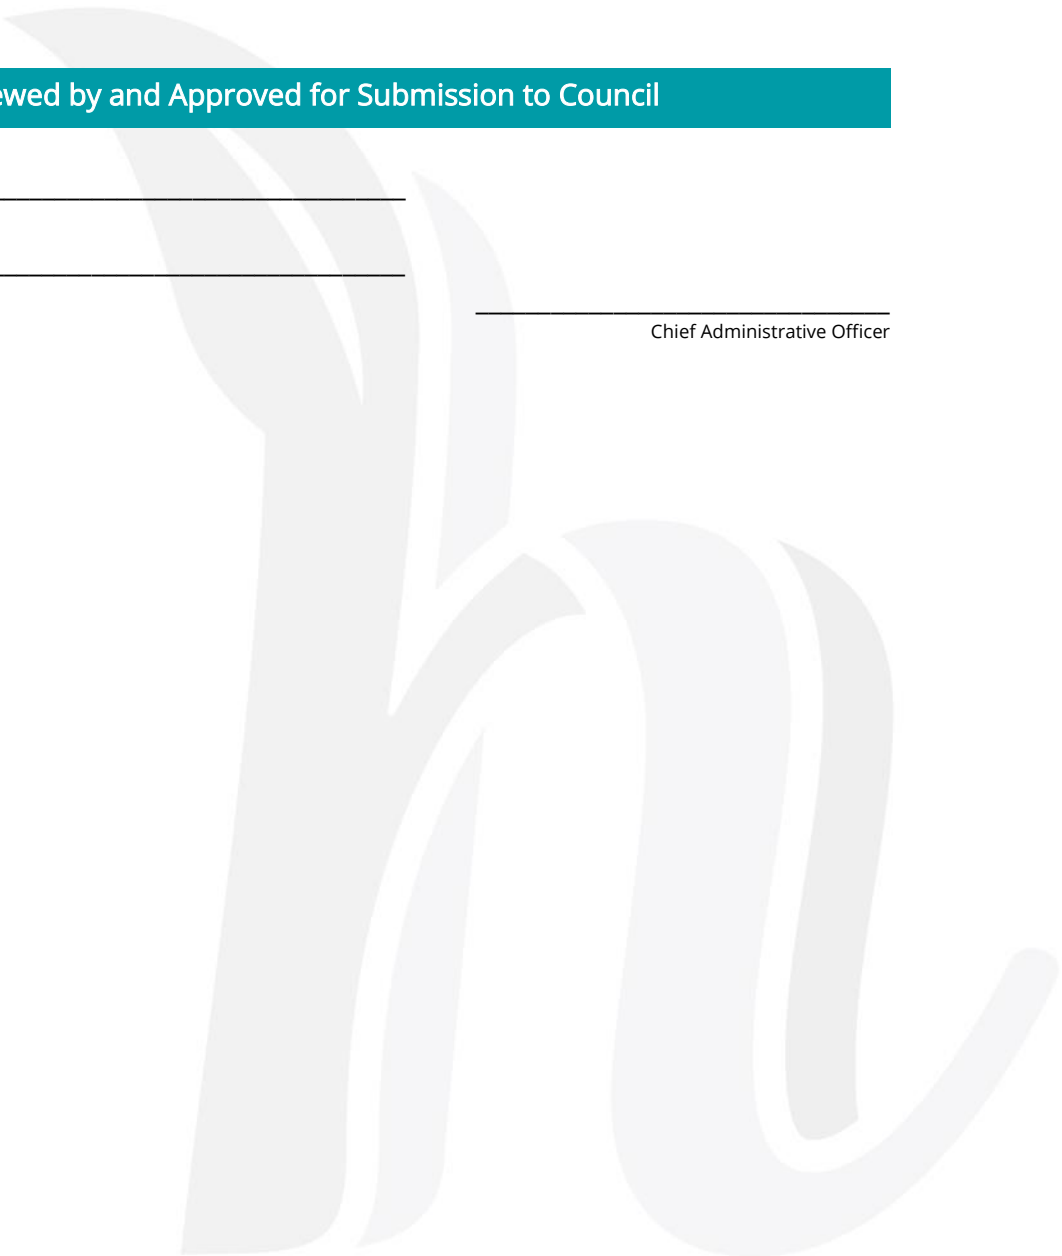 ewed by and Approved for Submission to Council
Chief Administrative Officer